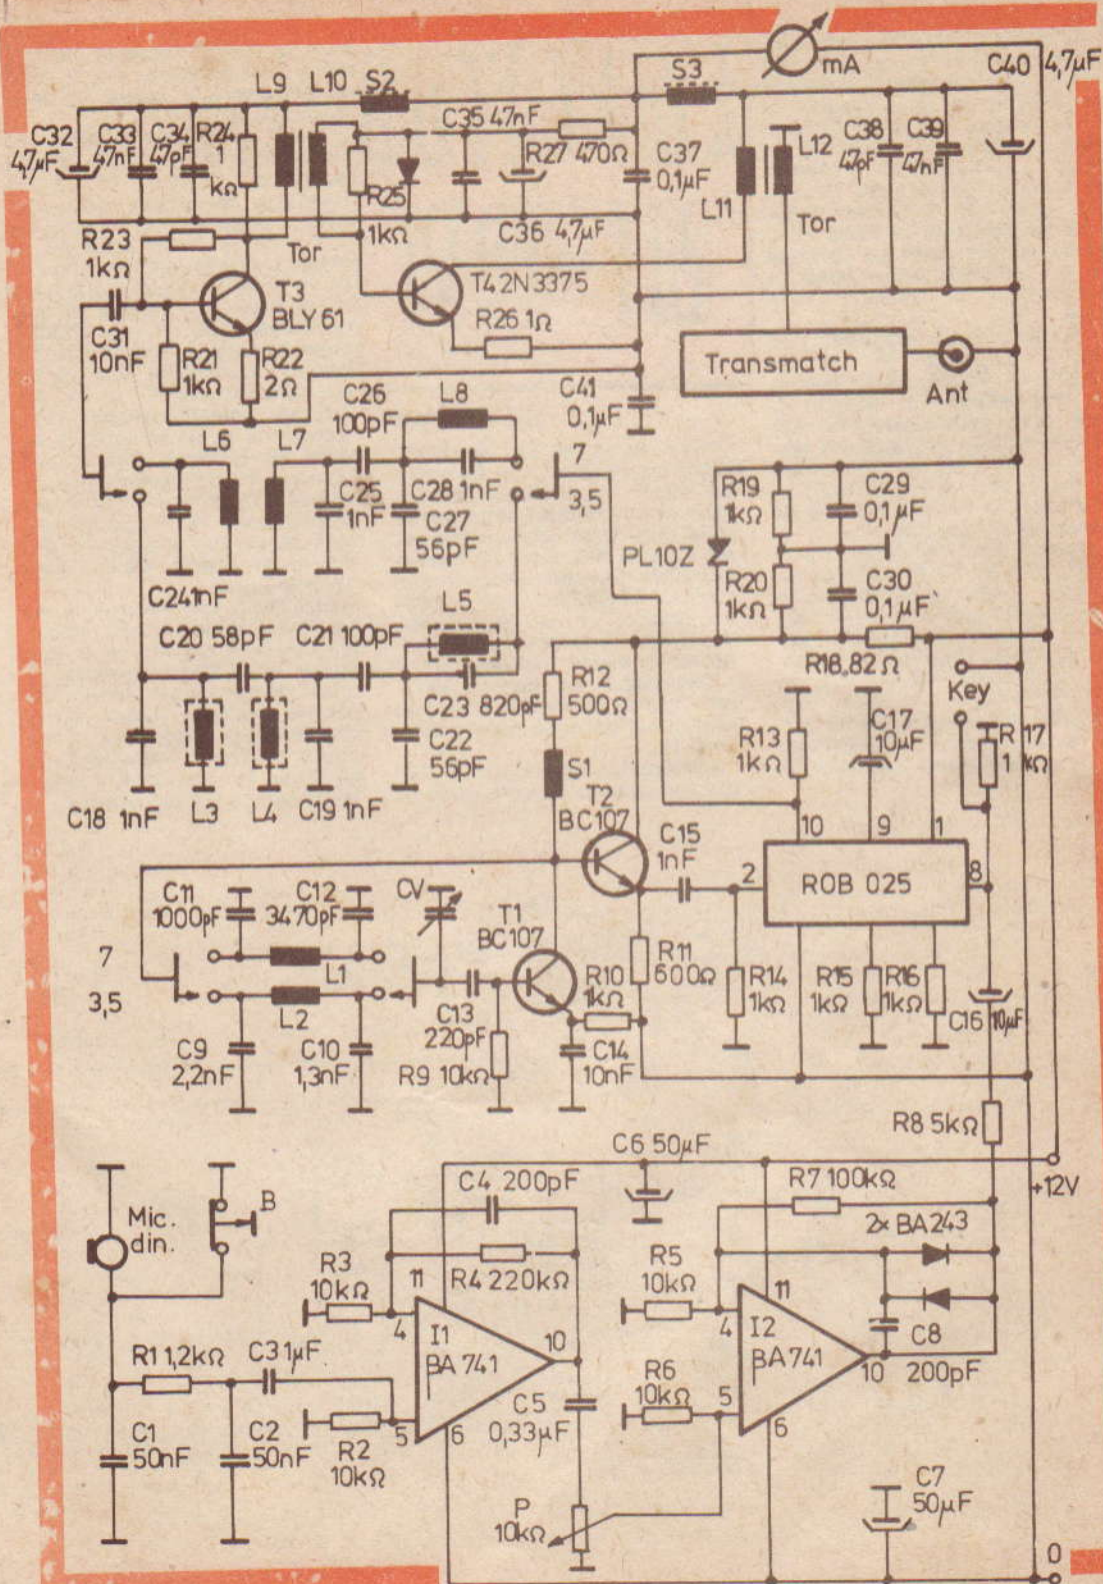 mA
C40 4,7μF
L9 L10 S2
S3
C32
4,7μF
C33
47nF
C34
47pF
R24
1
kΩ
R25
1kΩ
C35 47nF
R27 470Ω
C36 4,7μF
C37
0,1μF
L11
L12
Tor
C38
47pF
C39
47nF
R23
1kΩ
Tor
T3
BLY61
T4 2N3375
R26 1Ω
C31
10nF
R21
1kΩ
R22
2Ω
Transmatch
Ant
C26
100pF
L8
C41
0,1μF
L6 L7
7
3,5
C25
1nF
C28 1nF
C27
56pF
C24 1nF
R19
1kΩ
C29
0,1μF
PL10Z
R20
1kΩ
C30
0,1μF
R18.82Ω
C20 58pF
C21 100pF
L5
R12
500Ω
C23 820pF
C22
56pF
Key
R17
1 kΩ
R13
1kΩ
C17
10μF
C18 1nF
L3 L4
C19 1nF
S1
T2
BC107
C15
1nF
10 9 1
2
ROB 025
8
C11
1000pF
C12
3470pF
CV
T1
BC107
7
3,5
L1
L2
C13
220pF
R10
1kΩ
R11
600Ω
R14
1kΩ
R15
1kΩ
R16
1kΩ
C16 10μF
C9
2,2nF
C10
1,3nF
R9 10kΩ
C14
10nF
R8 5kΩ
C6 50μF
+12V
C4 200pF
R7 100kΩ
2x BA243
Mic.
din.
B
R3
10kΩ
R4 220kΩ
R5
10kΩ
11
4
I1
βA 741
10
11
4
I2
βA 741
10
C8
200pF
R1 1,2kΩ
C3 1μF
R6
10kΩ
5
6
5
6
C1
50nF
C2
50nF
R2
10kΩ
C5
0,33μF
P
10kΩ
C7
50μF
0